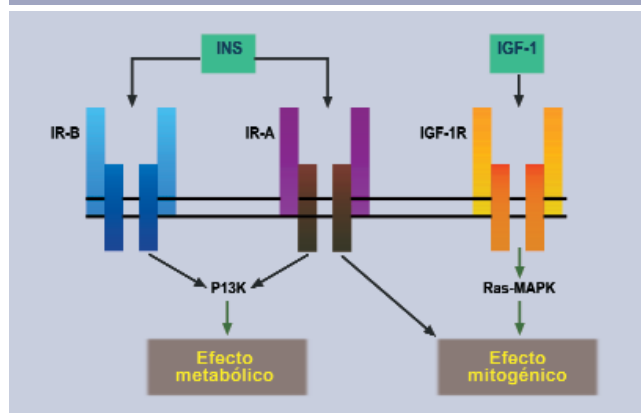 INS
IGF-1
IR-B
IR-A
IGF-1R
P13K
Ras-MAPK
Efecto
metabólico
Efecto
mitogénico